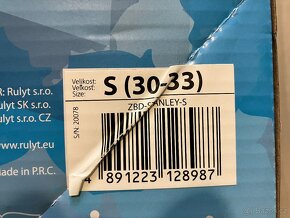 R: Rulyt s.r.o.
Rulyt SK s.r.o.
s.r.o. CZ
www.rulyt.eu
Made in P.R.C.
Velikost:
Veľkosť:
Size:
S (30-33)
ZBD-STANLEY-S
S/N: 20078
4 891223 128987